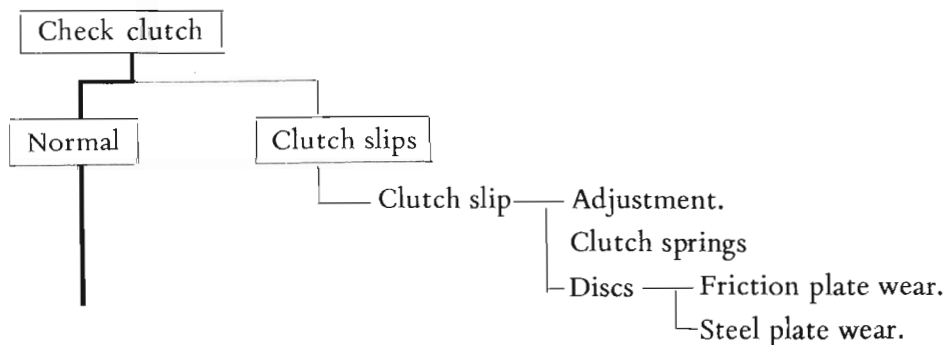 Check clutch
Normal
Clutch slips
Clutch slip
Adjustment.
Clutch springs
Discs
Friction plate wear.
Steel plate wear.